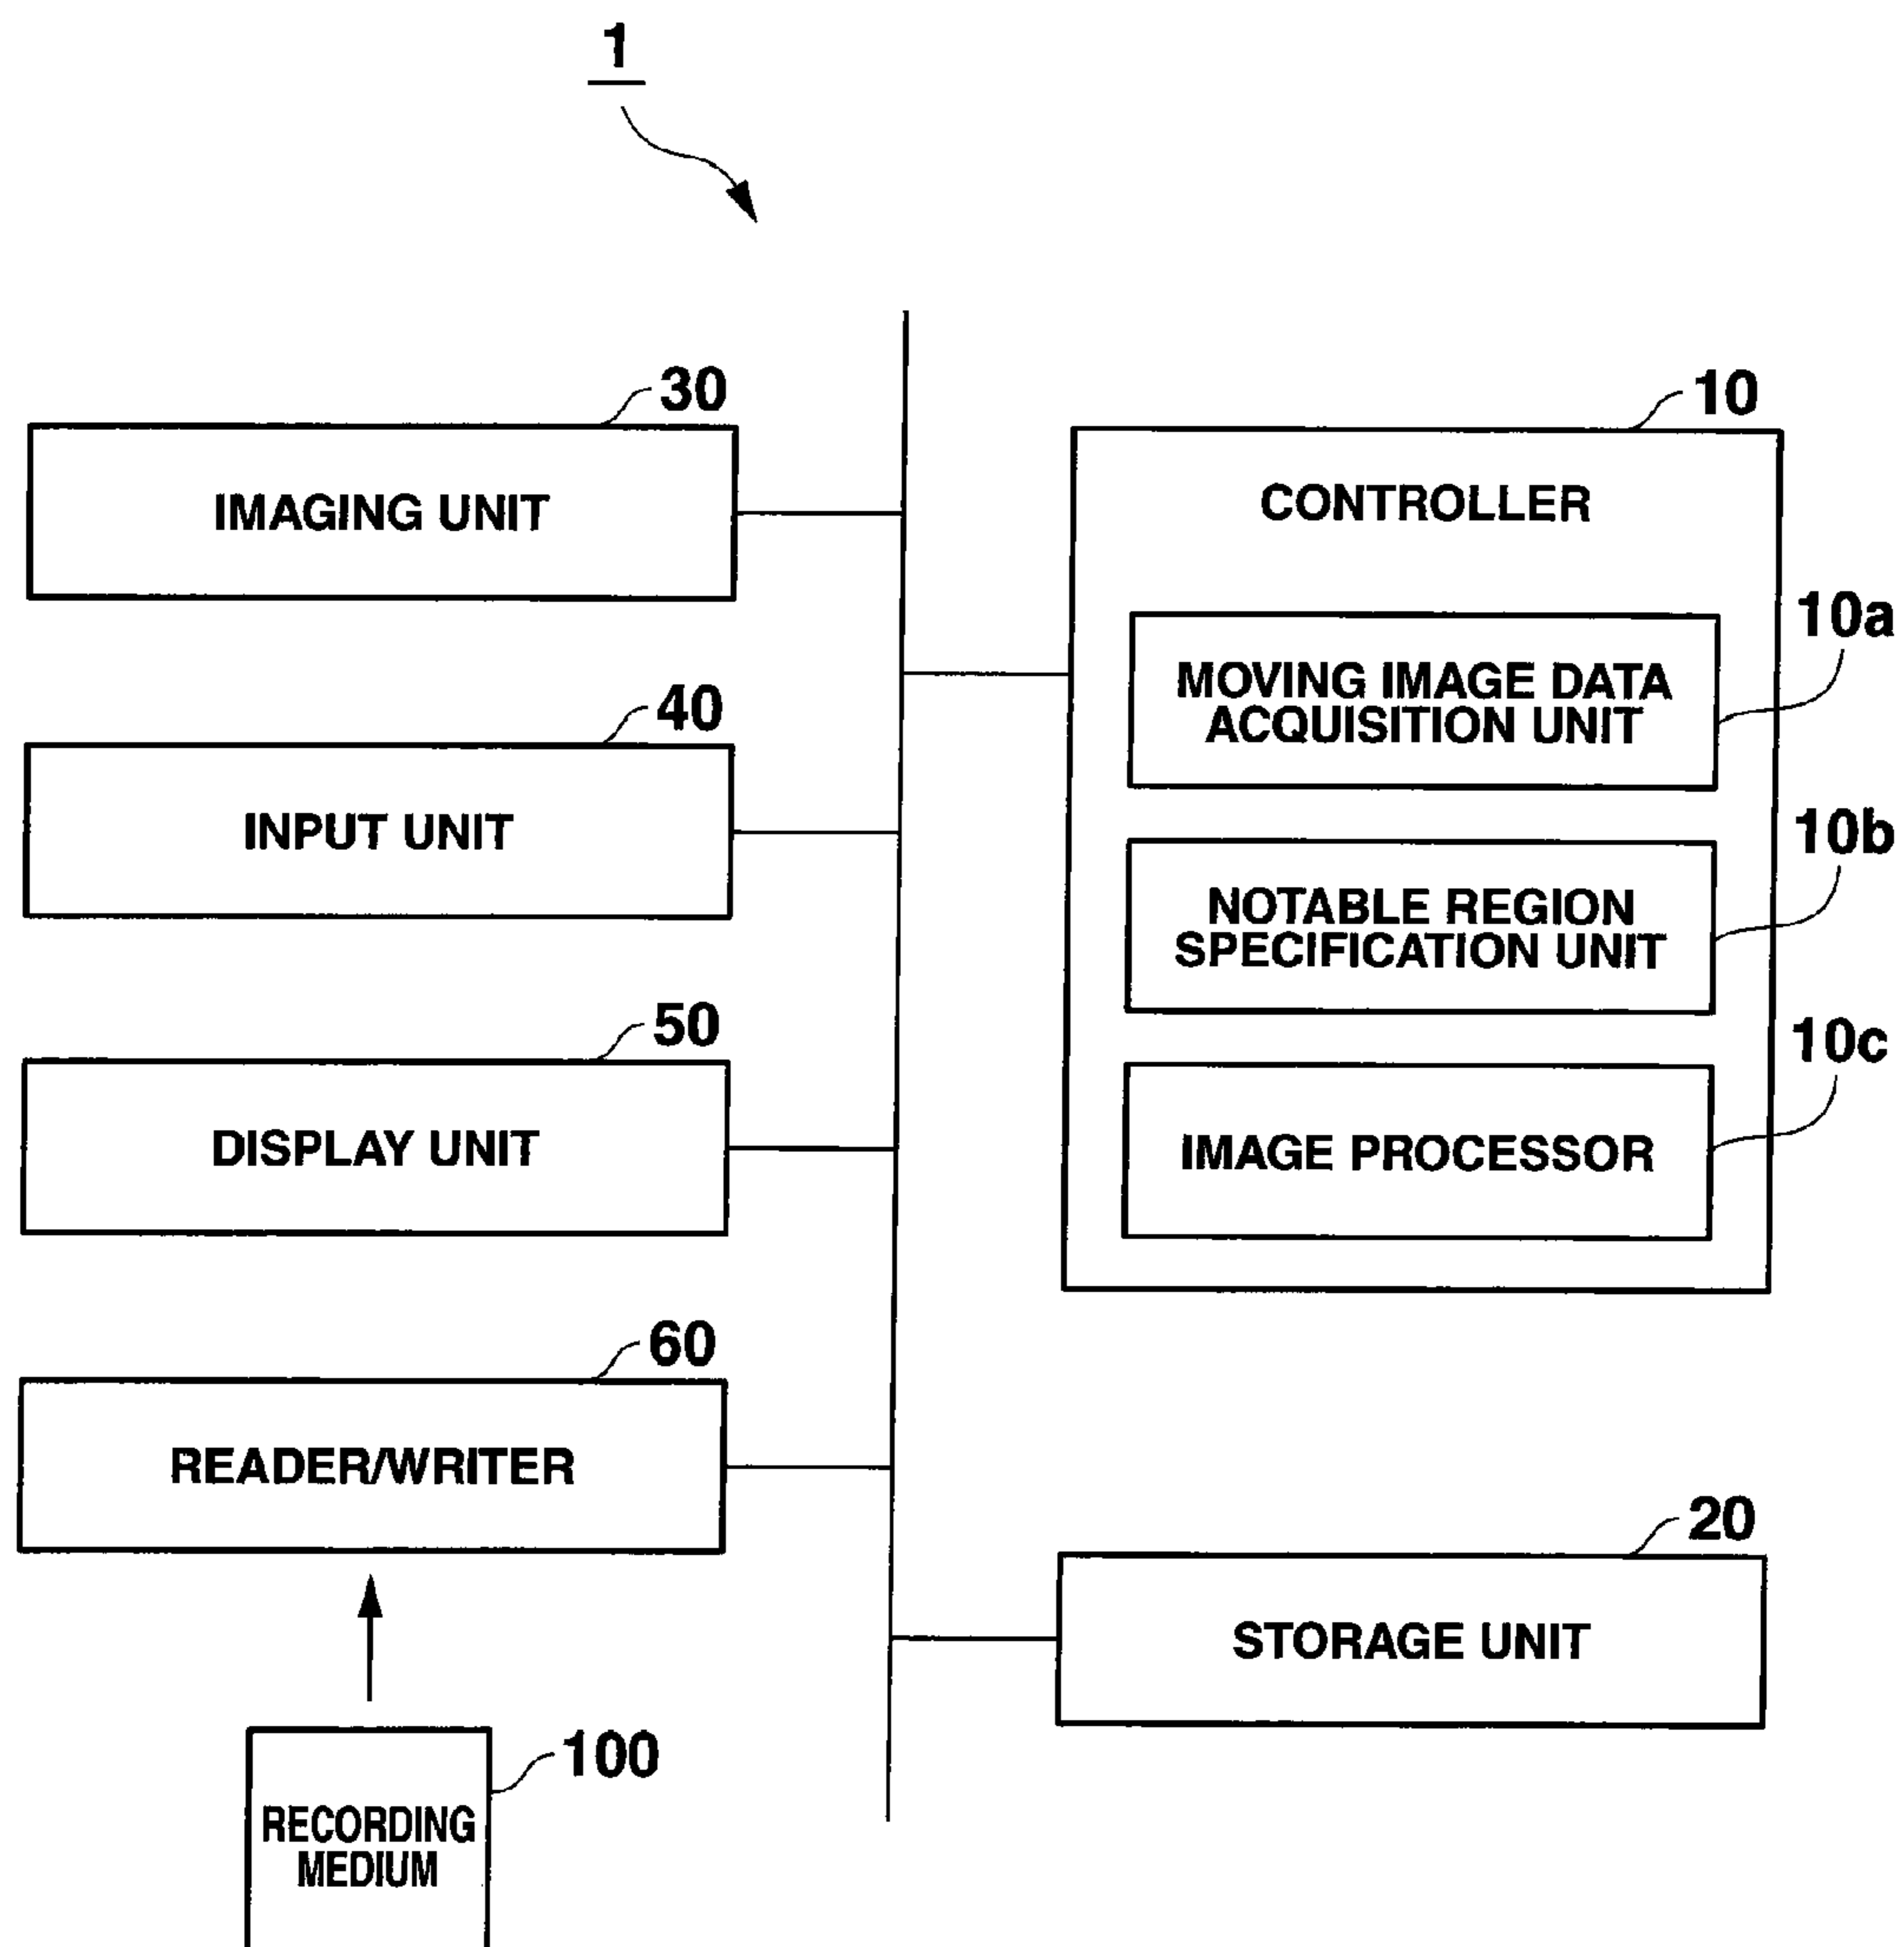 1
30
IMAGING UNIT
40
INPUT UNIT
50
DISPLAY UNIT
60
READER/WRITER
100
RECORDING
MEDIUM
10
CONTROLLER
10a
MOVING IMAGE DATA
ACQUISITION UNIT
10b
NOTABLE REGION
SPECIFICATION UNIT
10c
IMAGE PROCESSOR
20
STORAGE UNIT